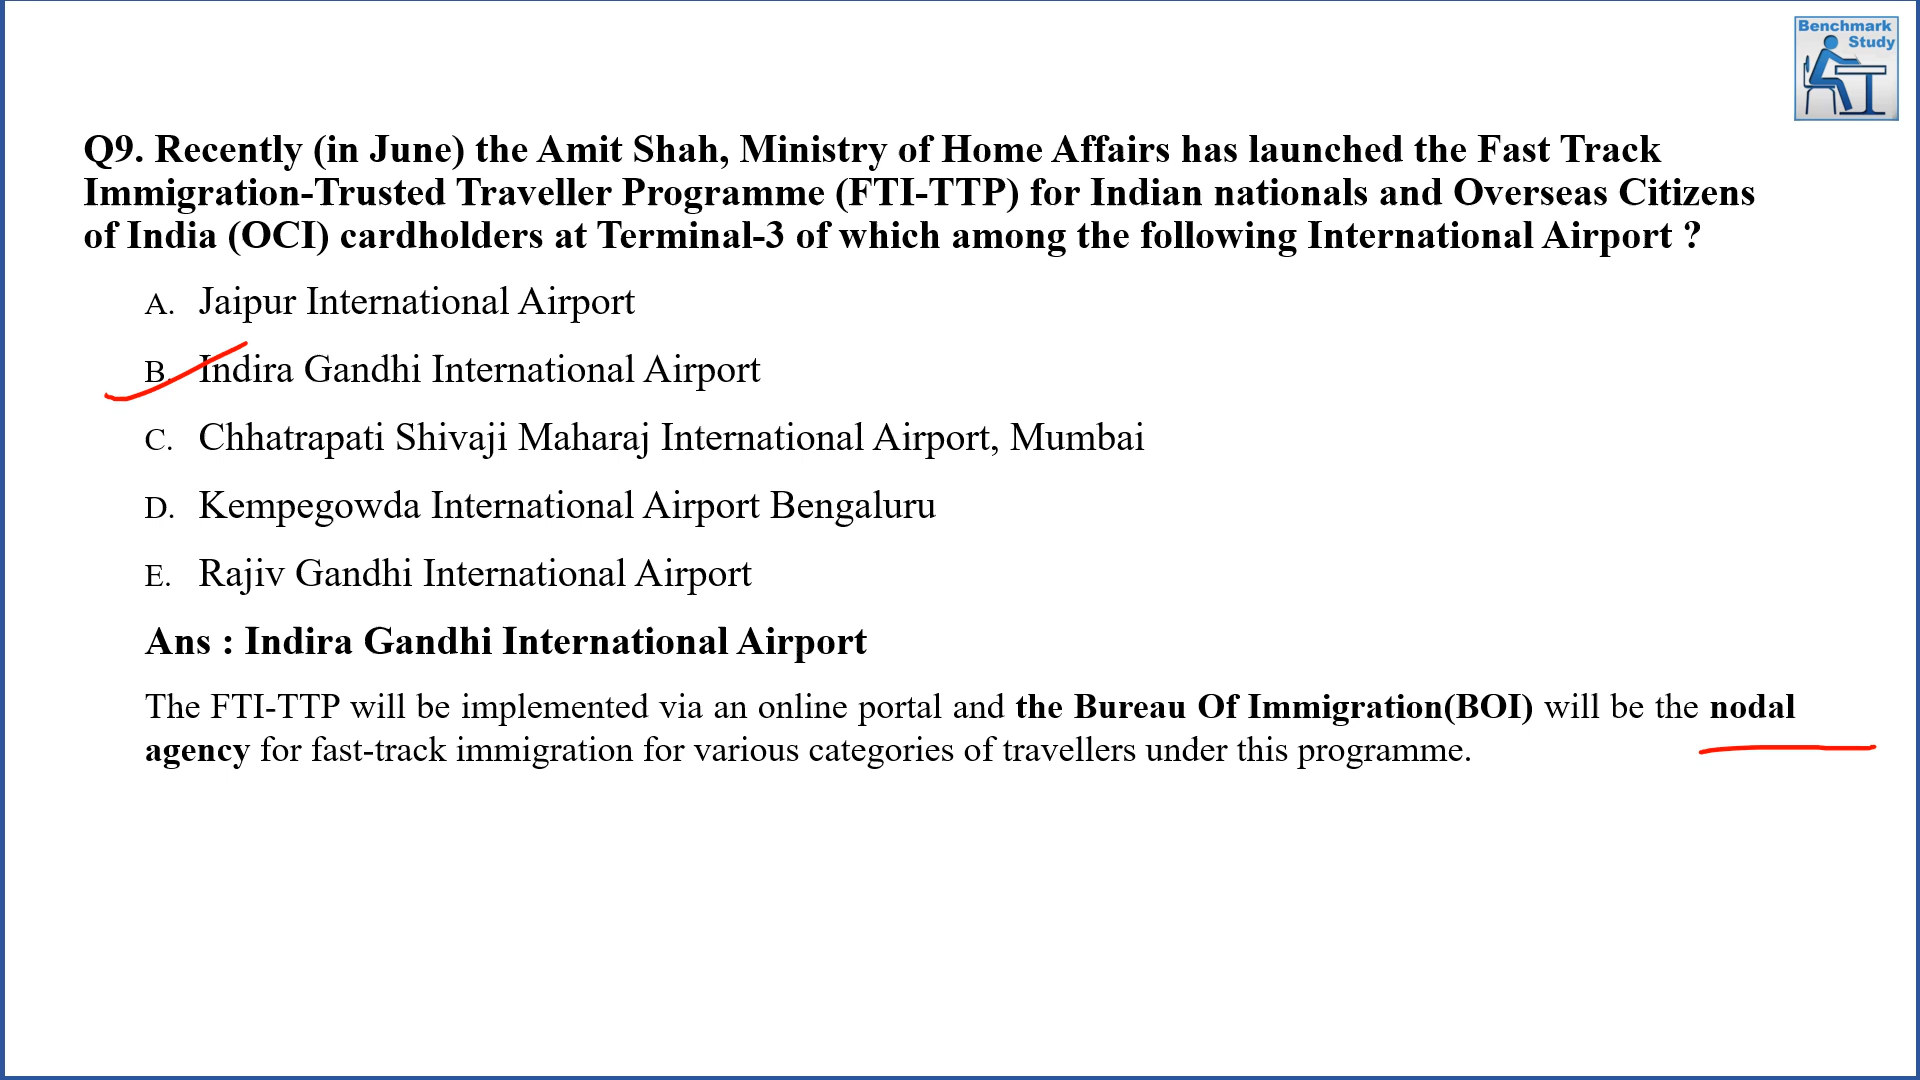 Benchmark
Study
Q9. Recently (in June) the Amit Shah, Ministry of Home Affairs has launched the Fast Track
Immigration-Trusted Traveller Programme (FTI-TTP) for Indian nationals and Overseas Citizens
of India (OCI) cardholders at Terminal-3 of which among the following International Airport ?
A. Jaipur International Airport
B. Indira Gandhi International Airport
C. Chhatrapati Shivaji Maharaj International Airport, Mumbai
D. Kempegowda International Airport Bengaluru
E. Rajiv Gandhi International Airport
Ans : Indira Gandhi International Airport
The FTI-TTP will be implemented via an online portal and the Bureau Of Immigration(BOI) will be the nodal
agency for fast-track immigration for various categories of travellers under this programme.